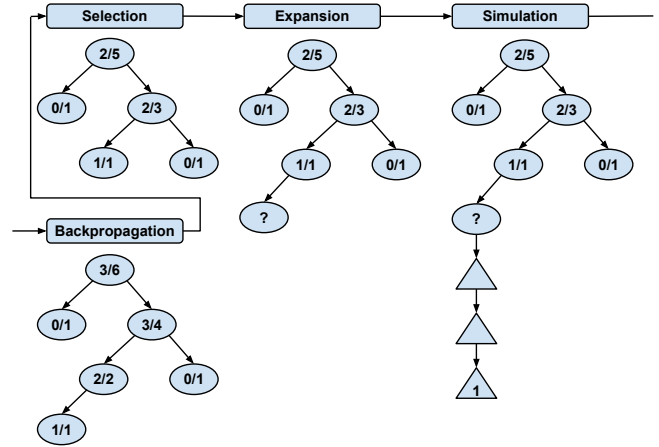 Selection Expansion Simulation
2/5 2/5 2/5
0/1 2/3 0/1 2/3 0/1 2/3
1/1 0/1 1/1 0/1 1/1 0/1
? ?
Backpropagation
3/6
0/1 3/4
2/2 0/1
1
1/1